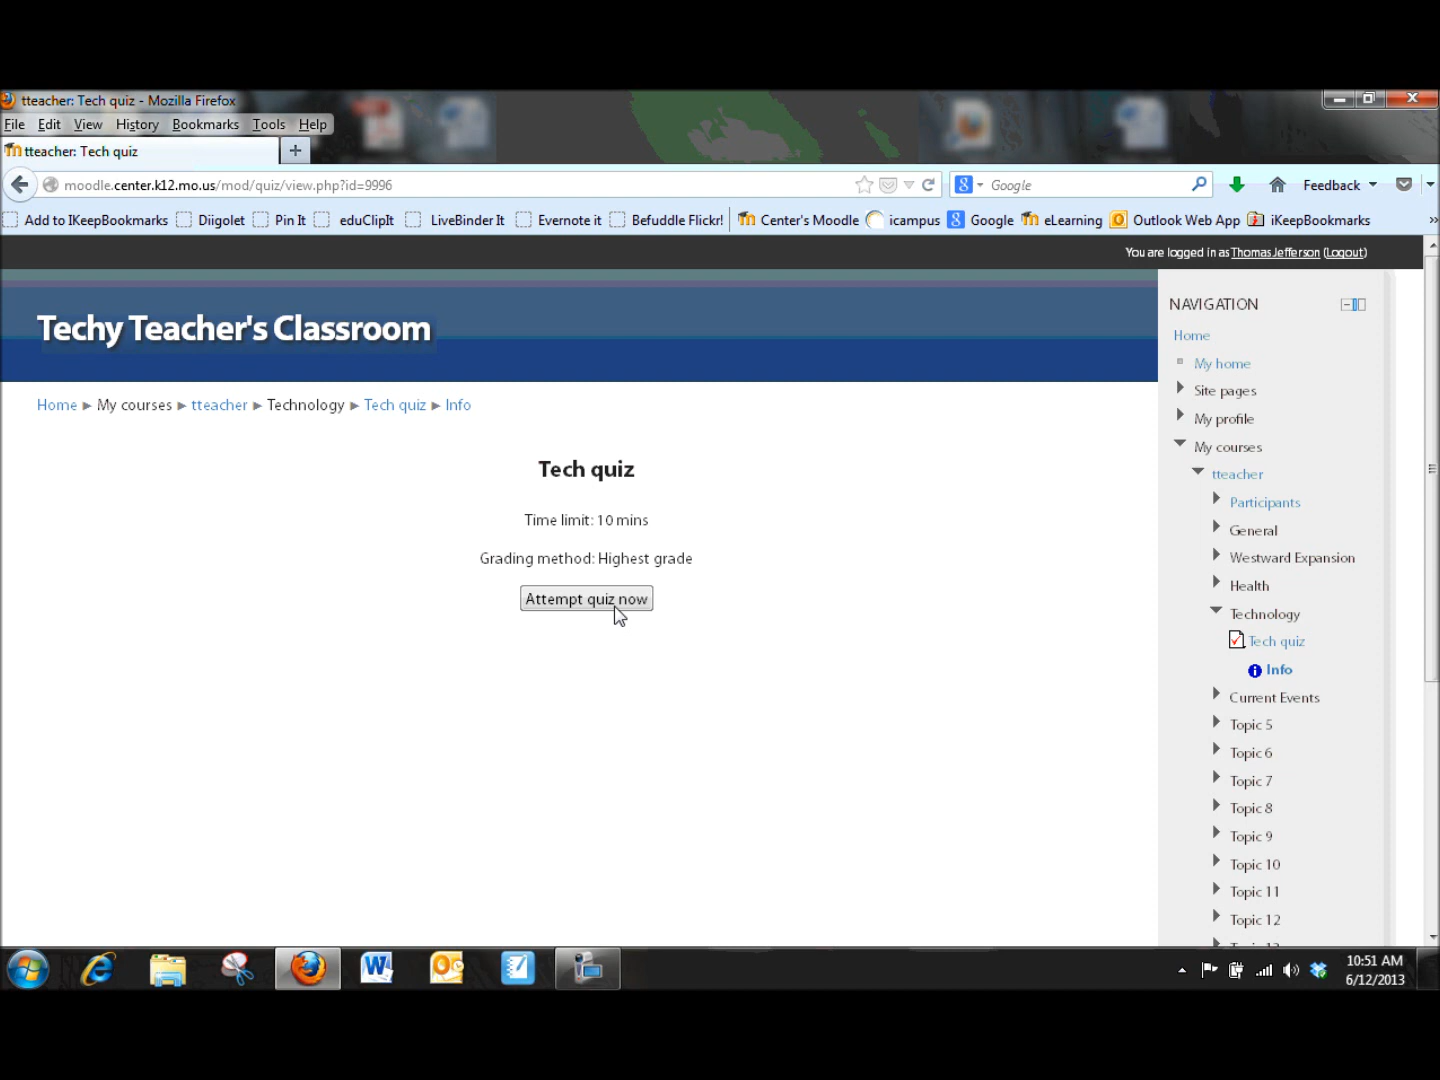 tteacher: Tech quiz - Mozilla Firefox
File Edit View History Bookmarks Tools Help
tteacher: Tech quiz
moodle.center.k12.mo.us/mod/quiz/view.php?id=9996
Google
Feedback
Add to IKeepBookmarks Diigolet Pin It eduClipIt LiveBinder It Evernote it Befuddle Flickr! Center's Moodle icampus Google eLearning Outlook Web App iKeepBookmarks
You are logged in as Thomas Jefferson (Logout)
Techy Teacher's Classroom
Home ► My courses ► tteacher ► Technology ► Tech quiz ► Info
Tech quiz
Time limit: 10 mins
Grading method: Highest grade
Attempt quiz now
NAVIGATION
Home
My home
Site pages
My profile
My courses
tteacher
Participants
General
Westward Expansion
Health
Technology
Tech quiz
Info
Current Events
Topic 5
Topic 6
Topic 7
Topic 8
Topic 9
Topic 10
Topic 11
Topic 12
10:51 AM
6/12/2013